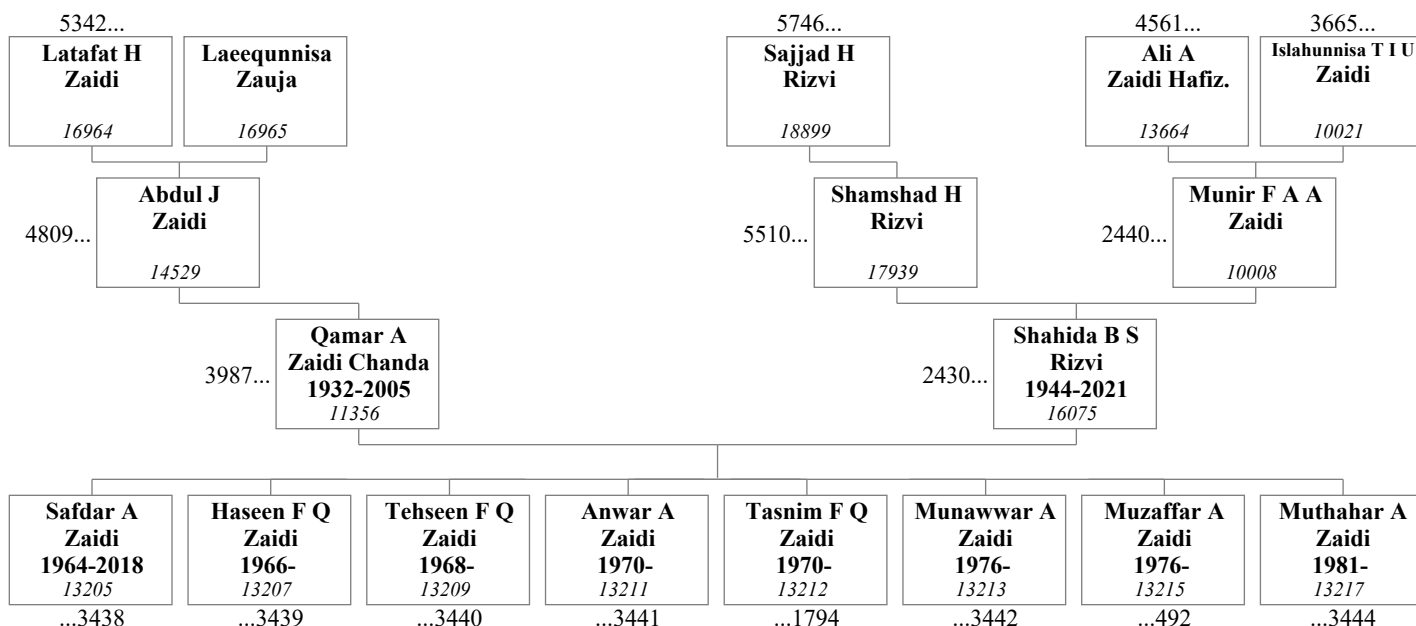 5342...
5746...
4561...
3665...
Latafat H
Zaidi
16964
Laeequnnisa
Zauja
16965
Sajjad H
Rizvi
18899
Ali A
Zaidi Hafiz.
13664
Islahunnisa T I U
Zaidi
10021
4809...
Abdul J
Zaidi
14529
5510...
Shamshad H
Rizvi
17939
2440...
Munir F A A
Zaidi
10008
3987...
Qamar A
Zaidi Chanda
1932-2005
11356
2430...
Shahida B S
Rizvi
1944-2021
16075
Safdar A
Zaidi
1964-2018
13205
...3438
Haseen F Q
Zaidi
1966-
13207
...3439
Tehseen F Q
Zaidi
1968-
13209
...3440
Anwar A
Zaidi
1970-
13211
...3441
Tasnim F Q
Zaidi
1970-
13212
...1794
Munawwar A
Zaidi
1976-
13213
...3442
Muzaffar A
Zaidi
1976-
13215
...492
Muthahar A
Zaidi
1981-
13217
...3444